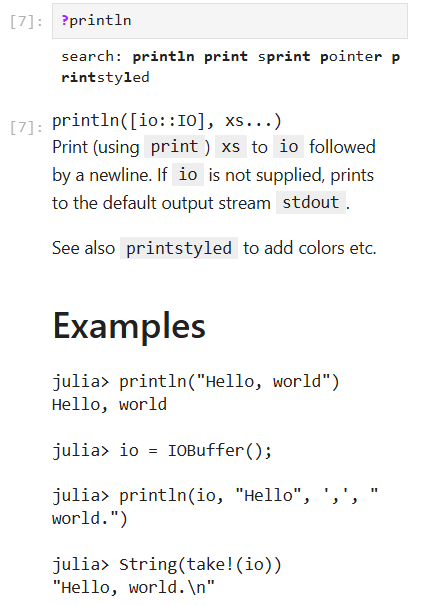 [7]: ?println
search: println print sprint pointer p
rintstyled
[7]: println([io::IO], xs...)
Print (using print ) xs to io followed
by a newline. If io is not supplied, prints
to the default output stream stdout .
See also printstyled to add colors etc.
Examples
julia> println("Hello, world")
Hello, world
julia> io = IOBuffer();
julia> println(io, "Hello", ',', "
world.")
julia> String(take!(io))
"Hello, world.\n"